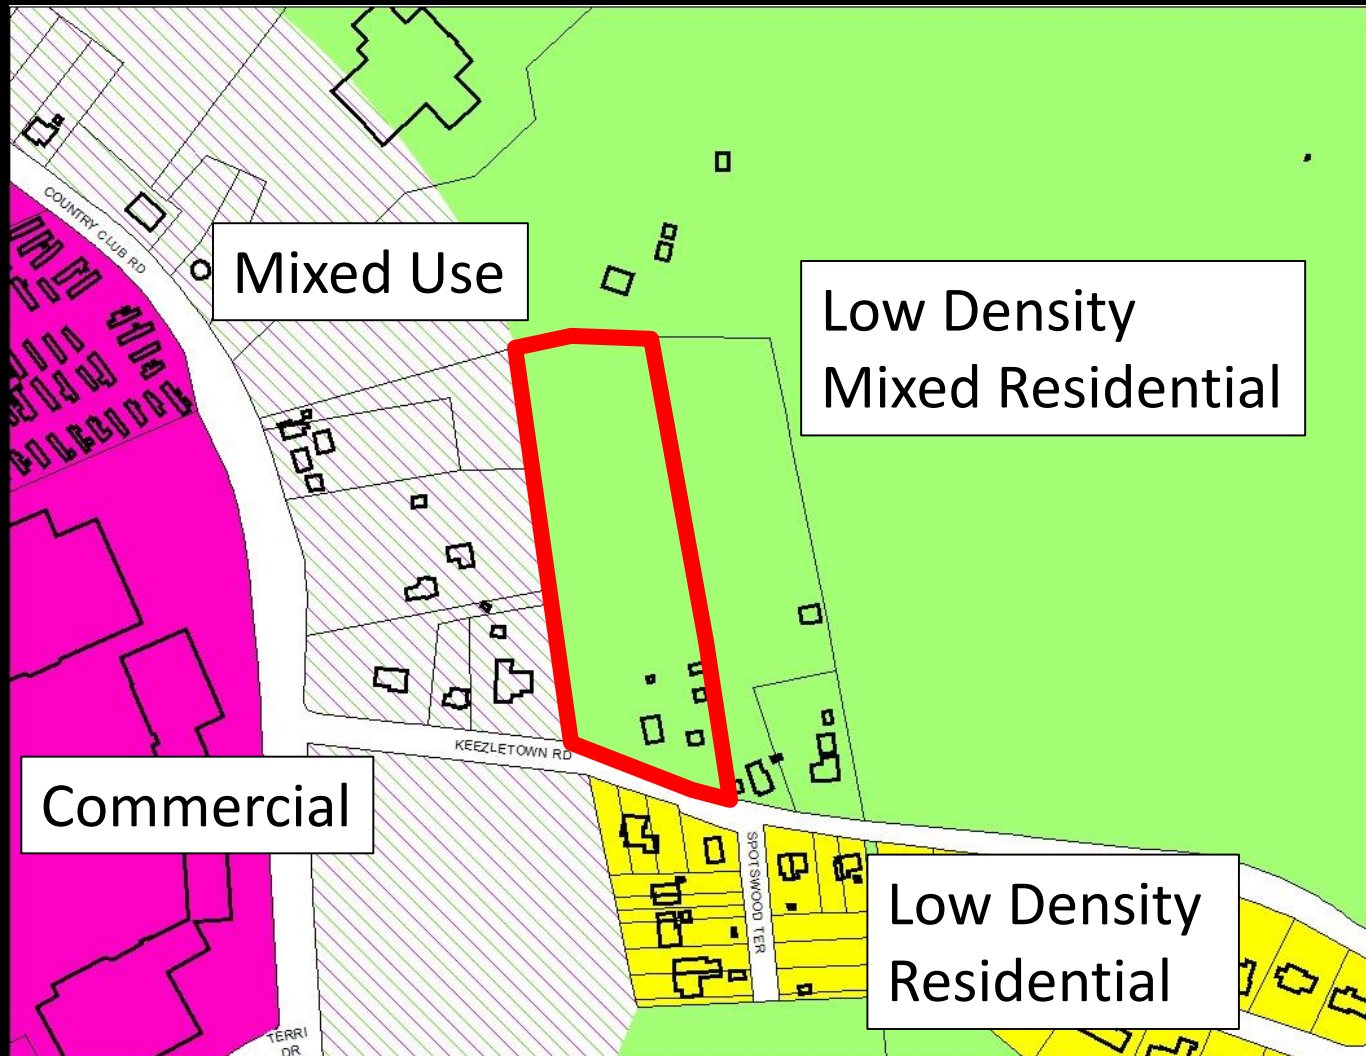 COUNTRY CLUB RD
Mixed Use
Low Density
Mixed Residential
KEEZLETOWN RD
Commercial
SPOTSWOOD TER
Low Density
Residential
TERRI
DR